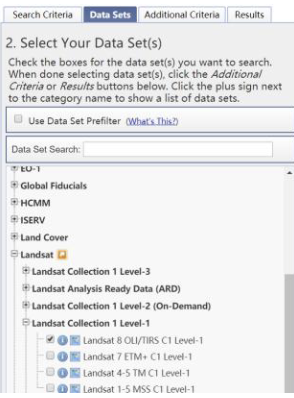 Search Criteria Data Sets Additional Criteria Results
2. Select Your Data Set(s)
Check the boxes for the data set(s) you want to search.
When done selecting data set(s), click the Additional
Criteria or Results buttons below. Click the plus sign next
to the category name to show a list of data sets.
Use Data Set Prefilter (What's This?)
Data Set Search:
EO-1
Global Fiducials
HCMM
ISERV
Land Cover
Landsat
Landsat Collection 1 Level-3
Landsat Analysis Ready Data (ARD)
Landsat Collection 1 Level-2 (On-Demand)
Landsat Collection 1 Level-1
Landsat 8 OLI/TIRS C1 Level-1
Landsat 7 ETM+ C1 Level-1
Landsat 4-5 TM C1 Level-1
Landsat 1-5 MSS C1 Level-1